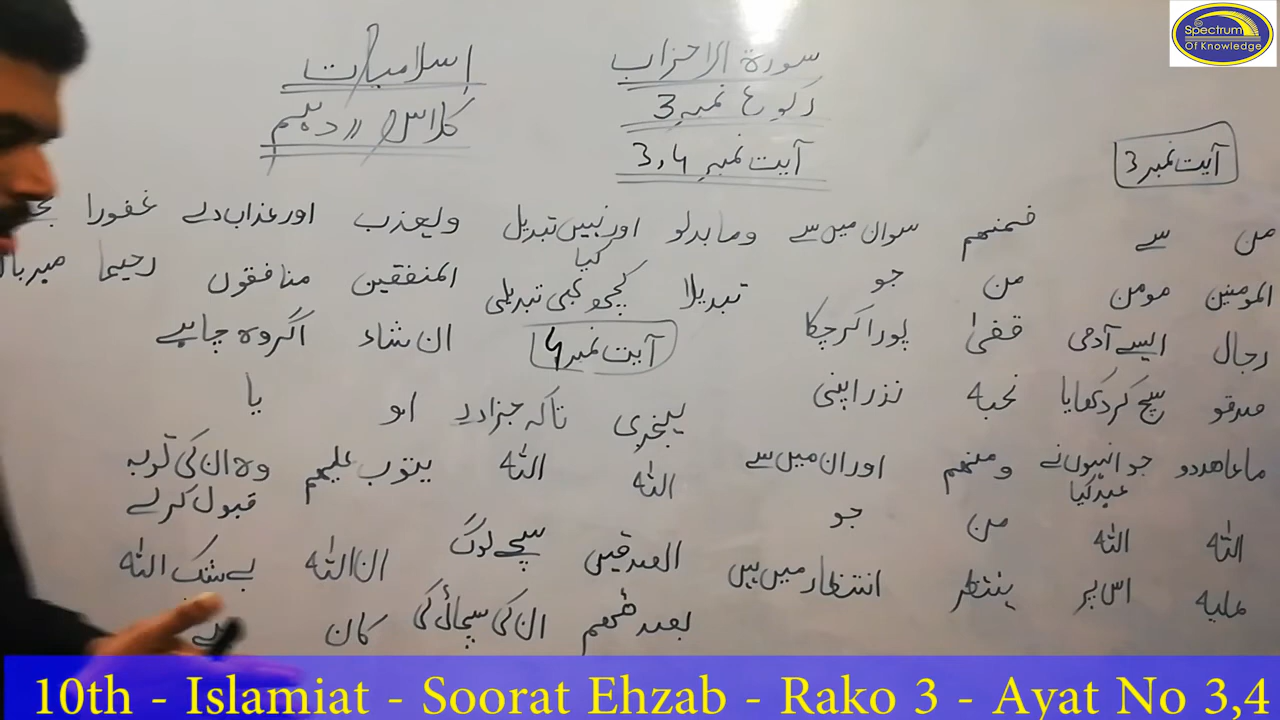 Spectrum
Of Knowledge
سورة الاحزاب
اسلامیات
رکوع نمبر 3
کلاس دہم
آیت نمبر 3,4
آیت نمبر 3
من سے فمنھم سو ان میں سے وما بدلو اور نہیں تبدیل کیا ویعذب اور عذاب دے غفورا
المومنین مومن من جو تبدیلا کچھ بھی تبدیلی المنفقین منافقوں رحیما
رجال ایسے آدمی قضیٰ پورا کر چکا آیت نمبر 4 ان شاء اگر وہ چاہے
صدقو سچ کر دکھایا نحبہ نذر اپنی لیجزی تاکہ جزا دے او یا
ما عاھدو جو انہوں نے عہد کیا ومنھم اور ان میں سے اللہ اللہ یتوب علیھم وہ ان کی توبہ قبول کر لے
اللہ اللہ من جو الصدقین سچے لوگ ان اللہ بے شک اللہ
علیہ اس پر ینتظر انتظار میں ہیں بصدقھم ان کی سچائی کی کان ہے
10th - Islamiat - Soorat Ehzab - Rako 3 - Ayat No 3,4